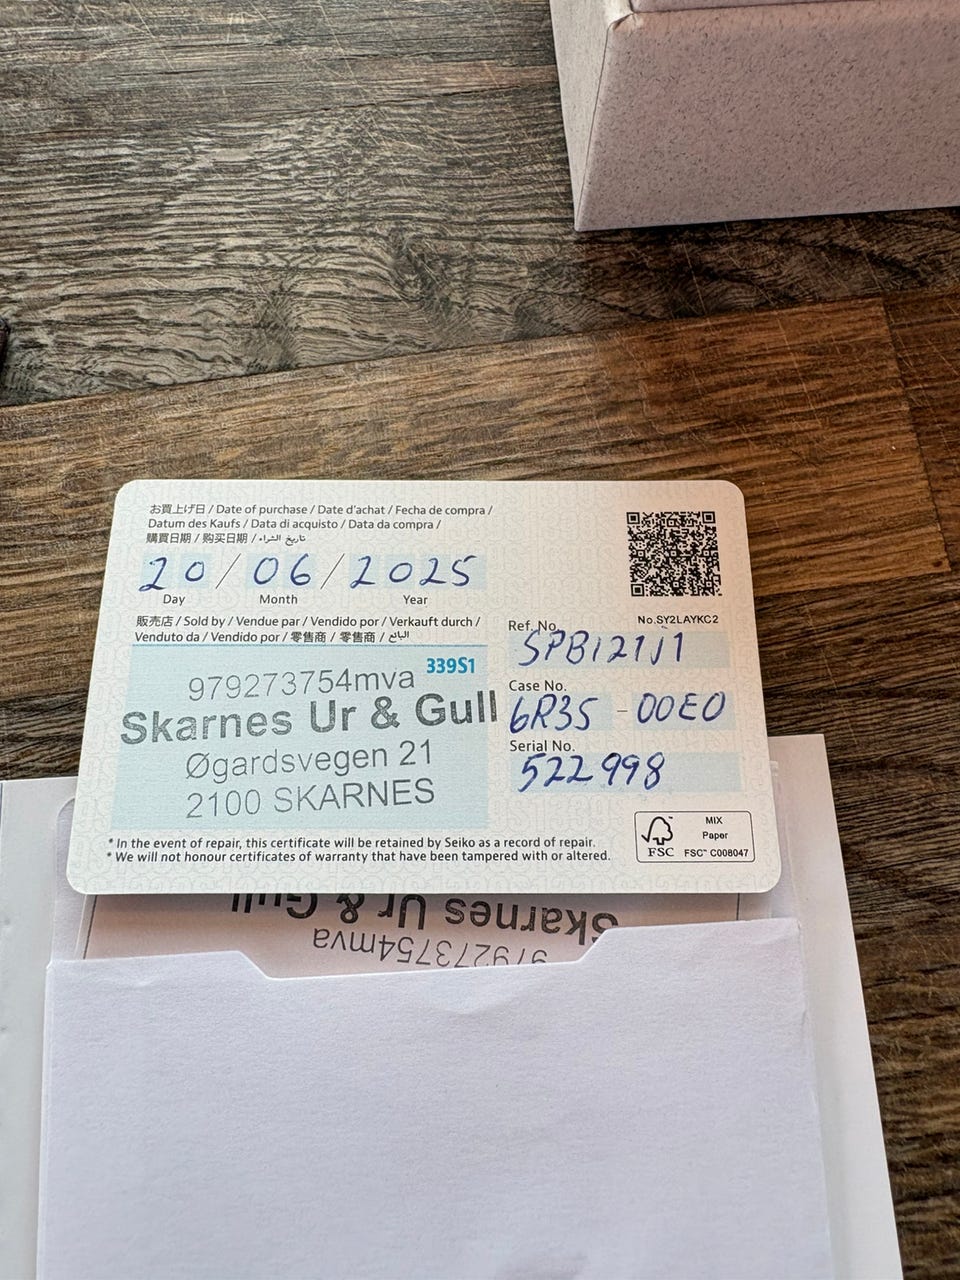 お買上げ日 / Date of purchase / Date d'achat / Fecha de compra /
Datum des Kaufs / Data di acquisto / Data da compra /
購買日期 / 购买日期 / تاريخ الشراء
20 / 06 / 2025
Day Month Year
販売店 / Sold by / Vendue par / Vendido por / Verkauft durch /
Venduto da / Vendido por / 零售商 / 零售商 / البائع
339S1
979273754mva
Skarnes Ur & Gull
Øgardsvegen 21
2100 SKARNES
No.SY2LAYKC2
Ref. No.
SPB121J1
Case No.
6R35 - 00E0
Serial No.
522998
* In the event of repair, this certificate will be retained by Seiko as a record of repair.
* We will not honour certificates of warranty that have been tampered with or altered.
FSC
MIX
Paper
FSC™ C008047
Skarnes Ur & Gull
979273754mva